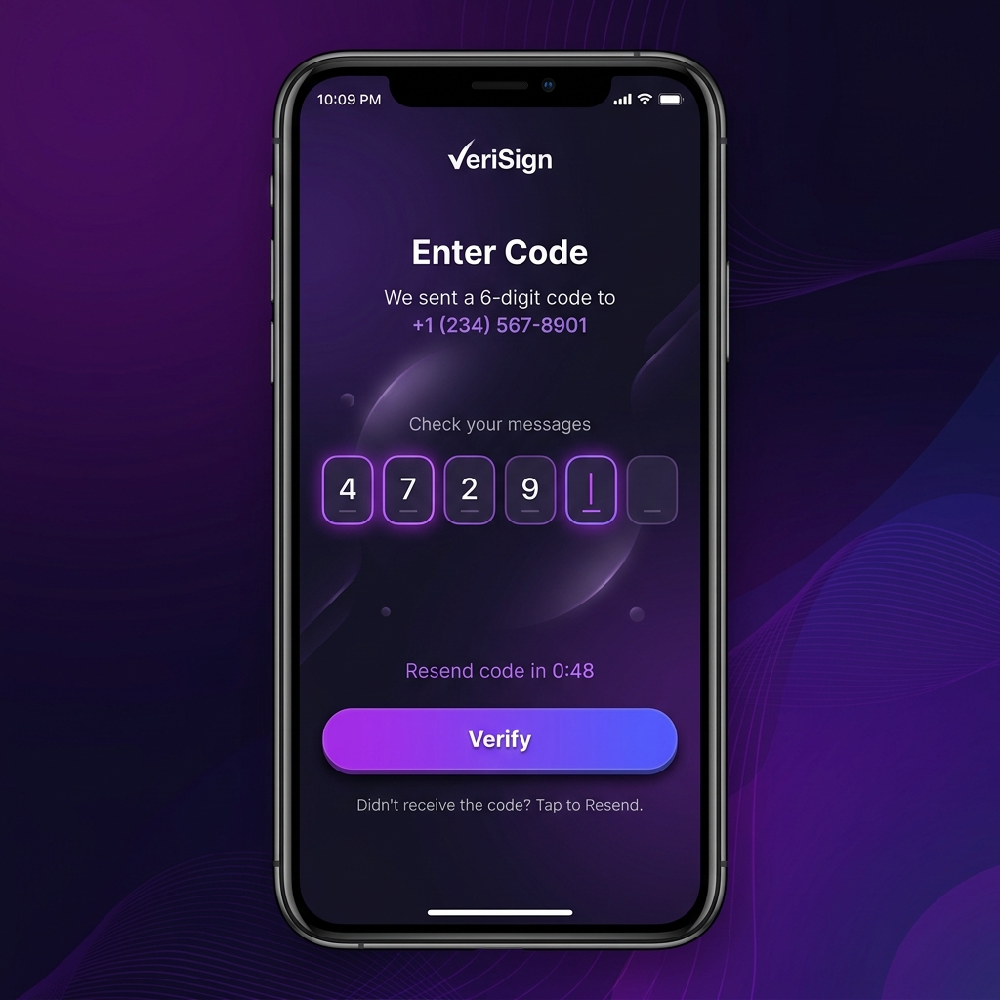 10:09 PM
VeriSign
Enter Code
We sent a 6-digit code to
+1 (234) 567-8901
Check your messages
4 7 2 9
Resend code in 0:48
Verify
Didn't receive the code? Tap to Resend.